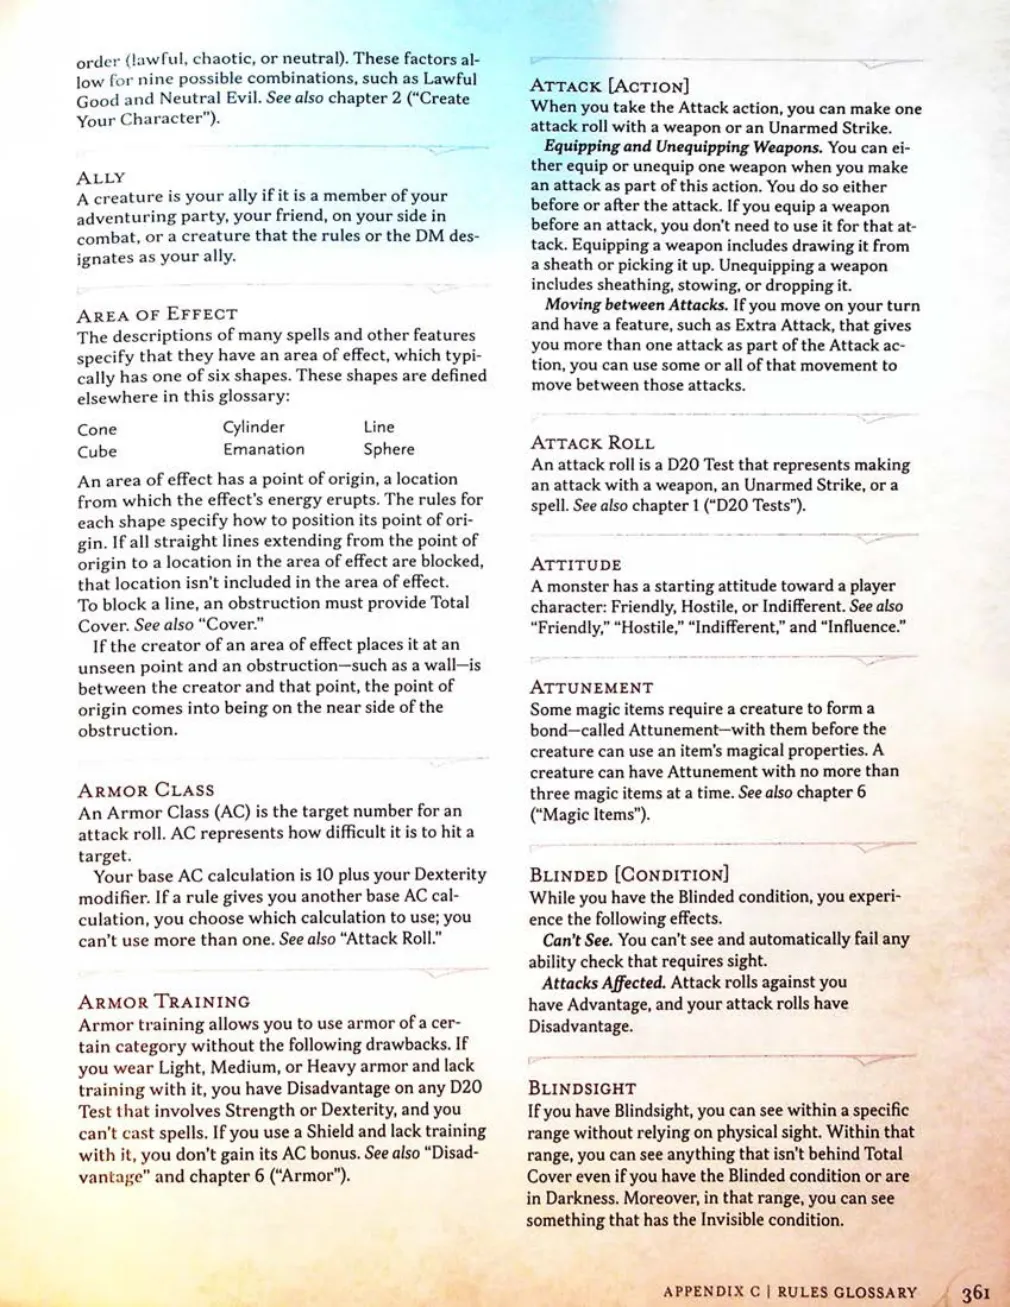 order (lawful, chaotic, or neutral). These factors al-
low for nine possible combinations, such as Lawful
Good and Neutral Evil. See also chapter 2 (“Create
Your Character”).
ALLY
A creature is your ally if it is a member of your
adventuring party, your friend, on your side in
combat, or a creature that the rules or the DM des-
ignates as your ally.
AREA OF EFFECT
The descriptions of many spells and other features
specify that they have an area of effect, which typi-
cally has one of six shapes. These shapes are defined
elsewhere in this glossary:
Cone Cylinder Line
Cube Emanation Sphere
An area of effect has a point of origin, a location
from which the effect’s energy erupts. The rules for
each shape specify how to position its point of ori-
gin. If all straight lines extending from the point of
origin to a location in the area of effect are blocked,
that location isn’t included in the area of effect.
To block a line, an obstruction must provide Total
Cover. See also “Cover.”
If the creator of an area of effect places it at an
unseen point and an obstruction—such as a wall—is
between the creator and that point, the point of
origin comes into being on the near side of the
obstruction.
ARMOR CLASS
An Armor Class (AC) is the target number for an
attack roll. AC represents how difficult it is to hit a
target.
Your base AC calculation is 10 plus your Dexterity
modifier. If a rule gives you another base AC cal-
culation, you choose which calculation to use; you
can’t use more than one. See also “Attack Roll.”
ARMOR TRAINING
Armor training allows you to use armor of a cer-
tain category without the following drawbacks. If
you wear Light, Medium, or Heavy armor and lack
training with it, you have Disadvantage on any D20
Test that involves Strength or Dexterity, and you
can’t cast spells. If you use a Shield and lack training
with it, you don’t gain its AC bonus. See also “Disad-
vantage” and chapter 6 (“Armor”).
ATTACK [ACTION]
When you take the Attack action, you can make one
attack roll with a weapon or an Unarmed Strike.
Equipping and Unequipping Weapons. You can ei-
ther equip or unequip one weapon when you make
an attack as part of this action. You do so either
before or after the attack. If you equip a weapon
before an attack, you don’t need to use it for that at-
tack. Equipping a weapon includes drawing it from
a sheath or picking it up. Unequipping a weapon
includes sheathing, stowing, or dropping it.
Moving between Attacks. If you move on your turn
and have a feature, such as Extra Attack, that gives
you more than one attack as part of the Attack ac-
tion, you can use some or all of that movement to
move between those attacks.
ATTACK ROLL
An attack roll is a D20 Test that represents making
an attack with a weapon, an Unarmed Strike, or a
spell. See also chapter 1 (“D20 Tests”).
ATTITUDE
A monster has a starting attitude toward a player
character: Friendly, Hostile, or Indifferent. See also
“Friendly,” “Hostile,” “Indifferent,” and “Influence.”
ATTUNEMENT
Some magic items require a creature to form a
bond—called Attunement—with them before the
creature can use an item’s magical properties. A
creature can have Attunement with no more than
three magic items at a time. See also chapter 6
(“Magic Items”).
BLINDED [CONDITION]
While you have the Blinded condition, you experi-
ence the following effects.
Can’t See. You can’t see and automatically fail any
ability check that requires sight.
Attacks Affected. Attack rolls against you
have Advantage, and your attack rolls have
Disadvantage.
BLINDSIGHT
If you have Blindsight, you can see within a specific
range without relying on physical sight. Within that
range, you can see anything that isn’t behind Total
Cover even if you have the Blinded condition or are
in Darkness. Moreover, in that range, you can see
something that has the Invisible condition.
APPENDIX C | RULES GLOSSARY 361